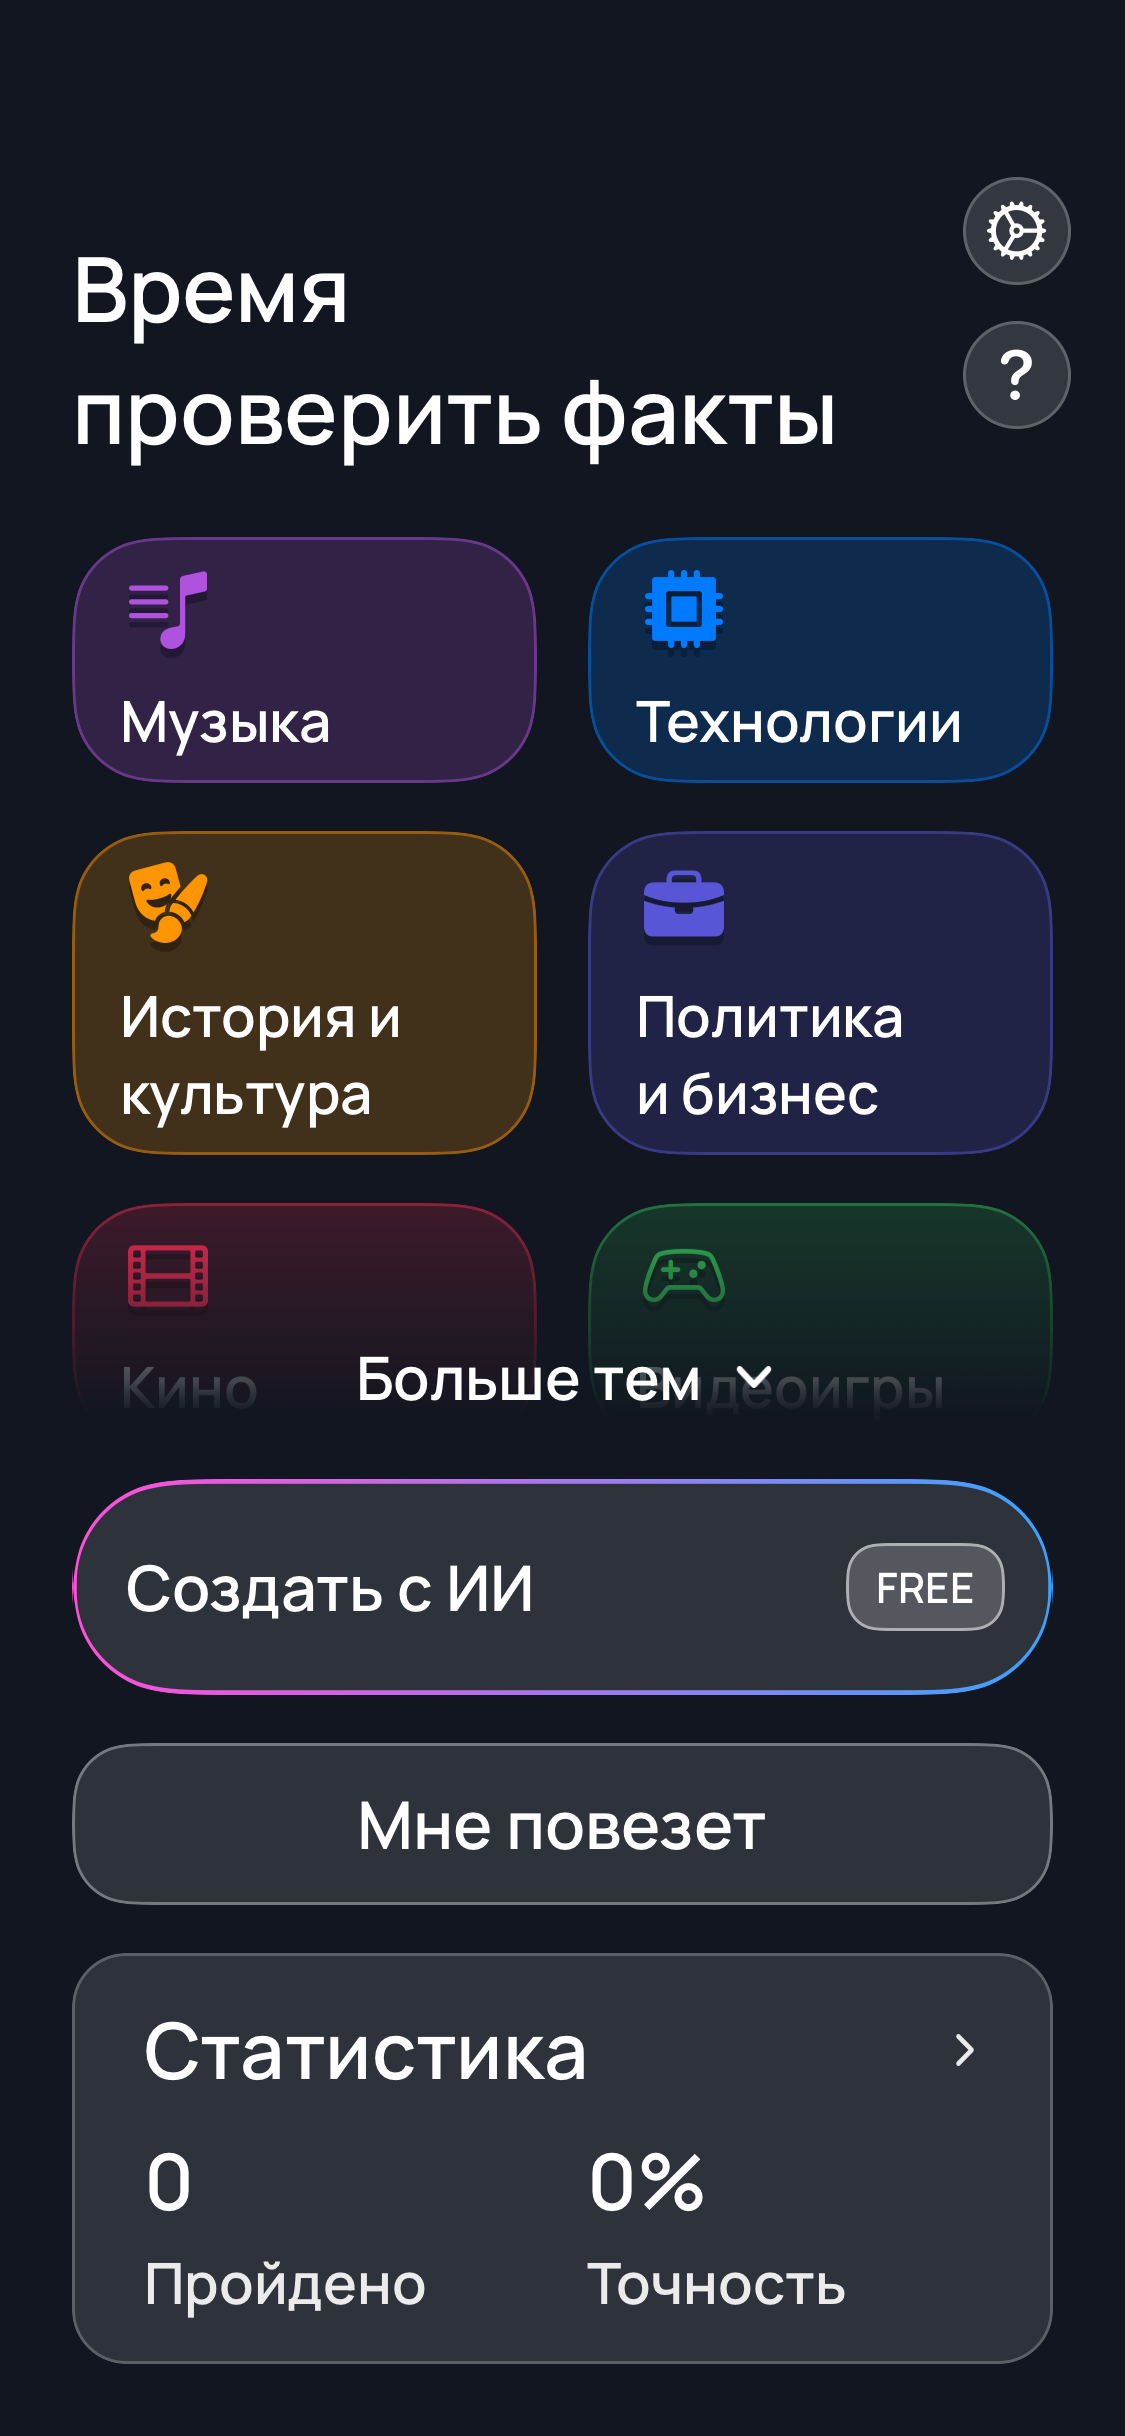 Время
проверить факты
?
Музыка
Технологии
История и
культура
Политика
и бизнес
Кино
Видеоигры
Больше тем
Создать с ИИ
FREE
Мне повезет
Статистика
0
0%
Пройдено
Точность